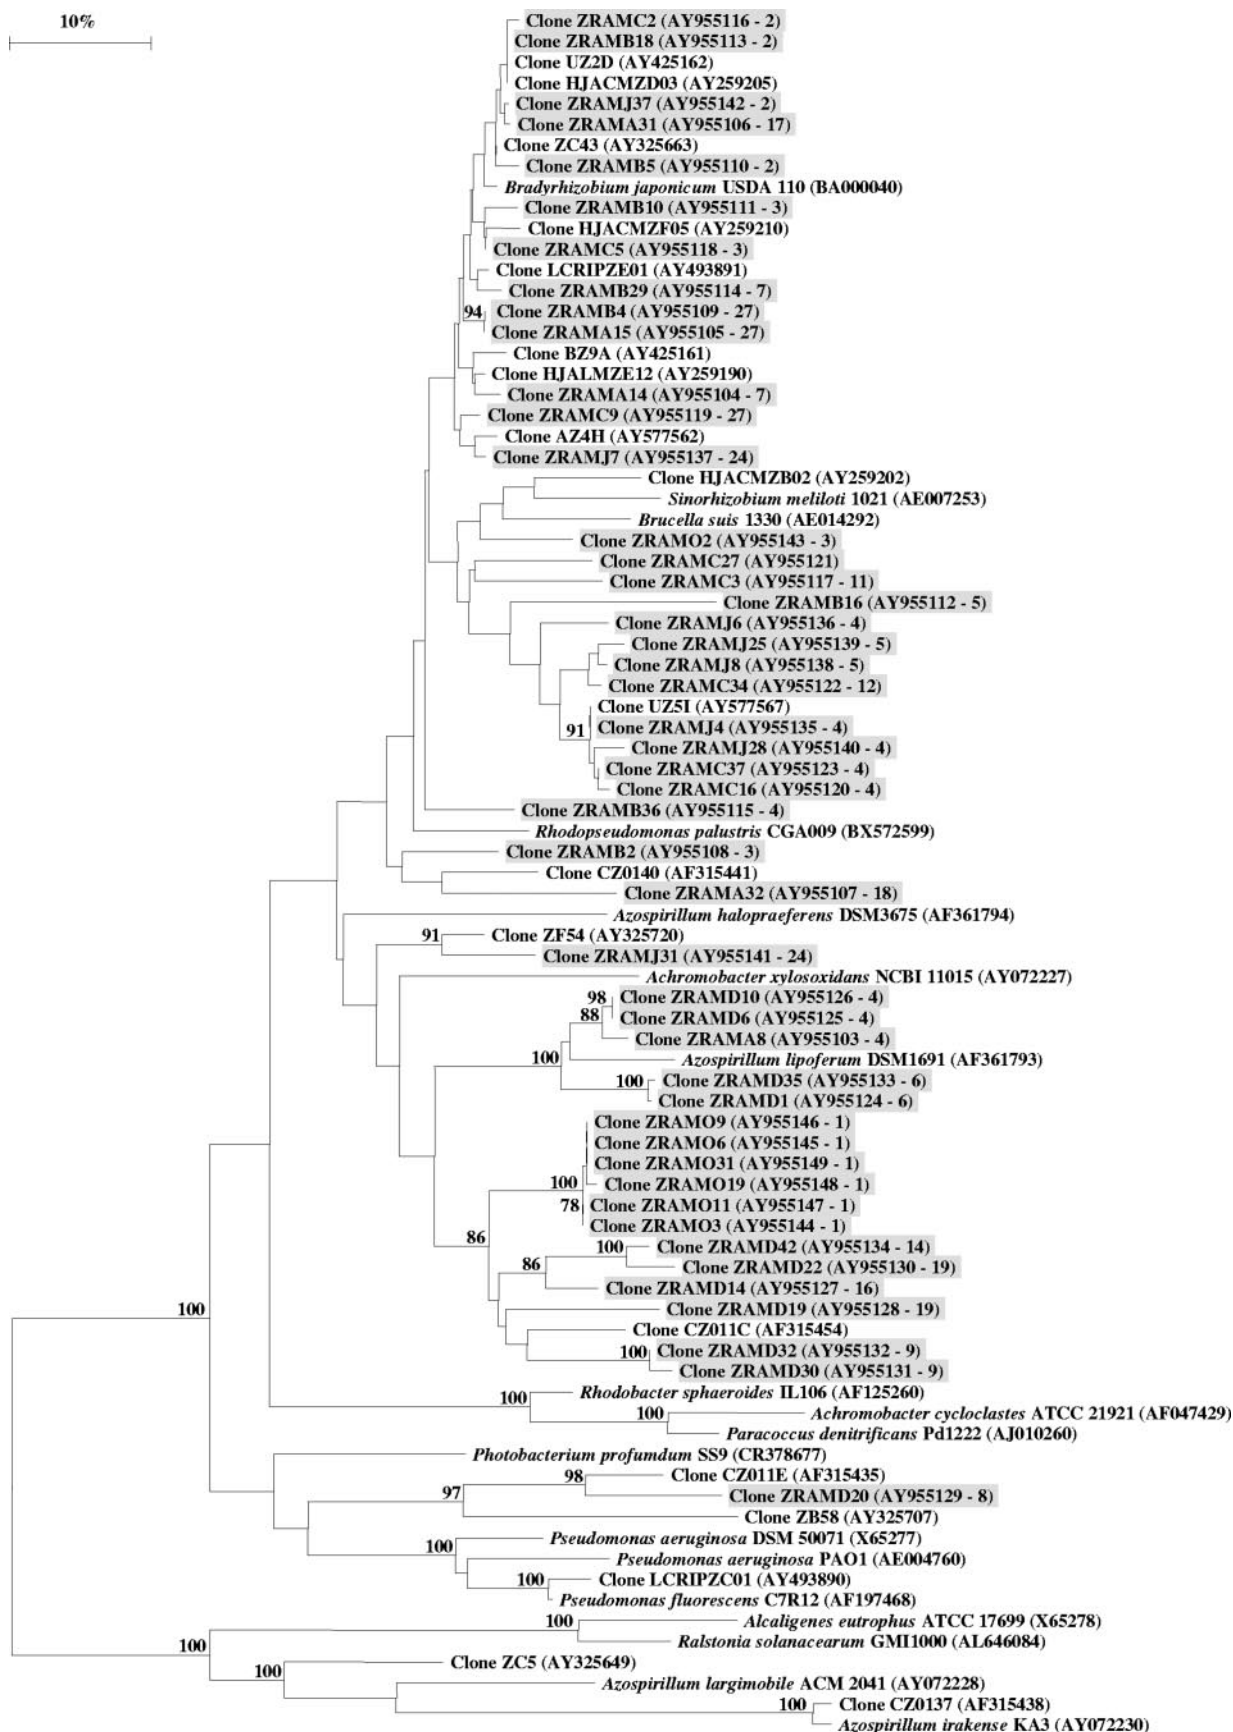 10%
Clone ZRAMC2 (AY955116 - 2)
Clone ZRAMB18 (AY955113 - 2)
Clone UZ2D (AY425162)
Clone HJACMZD03 (AY259205)
Clone ZRAMJ37 (AY955142 - 2)
Clone ZRAMA31 (AY955106 - 17)
Clone ZC43 (AY325663)
Clone ZRAMB5 (AY955110 - 2)
Bradyrhizobium japonicum USDA 110 (BA000040)
Clone ZRAMB10 (AY955111 - 3)
Clone HJACMZF05 (AY259210)
Clone ZRAMC5 (AY955118 - 3)
Clone LCRIPZE01 (AY493891)
Clone ZRAMB29 (AY955114 - 7)
94 Clone ZRAMB4 (AY955109 - 27)
Clone ZRAMA15 (AY955105 - 27)
Clone BZ9A (AY425161)
Clone HJALMZE12 (AY259190)
Clone ZRAMA14 (AY955104 - 7)
Clone ZRAMC9 (AY955119 - 27)
Clone AZ4H (AY577562)
Clone ZRAMJ7 (AY955137 - 24)
Clone HJACMZB02 (AY259202)
Sinorhizobium meliloti 1021 (AE007253)
Brucella suis 1330 (AE014292)
Clone ZRAMO2 (AY955143 - 3)
Clone ZRAMC27 (AY955121)
Clone ZRAMC3 (AY955117 - 11)
Clone ZRAMB16 (AY955112 - 5)
Clone ZRAMJ6 (AY955136 - 4)
Clone ZRAMJ25 (AY955139 - 5)
Clone ZRAMJ8 (AY955138 - 5)
Clone ZRAMC34 (AY955122 - 12)
Clone UZ5I (AY577567)
91 Clone ZRAMJ4 (AY955135 - 4)
Clone ZRAMJ28 (AY955140 - 4)
Clone ZRAMC37 (AY955123 - 4)
Clone ZRAMC16 (AY955120 - 4)
Clone ZRAMB36 (AY955115 - 4)
Rhodopseudomonas palustris CGA009 (BX572599)
Clone ZRAMB2 (AY955108 - 3)
Clone CZ0140 (AF315441)
Clone ZRAMA32 (AY955107 - 18)
Azospirillum halopraeferens DSM3675 (AF361794)
91 Clone ZF54 (AY325720)
Clone ZRAMJ31 (AY955141 - 24)
Achromobacter xylosoxidans NCBI 11015 (AY072227)
98 Clone ZRAMD10 (AY955126 - 4)
88 Clone ZRAMD6 (AY955125 - 4)
Clone ZRAMA8 (AY955103 - 4)
100 Azospirillum lipoferum DSM1691 (AF361793)
100 Clone ZRAMD35 (AY955133 - 6)
Clone ZRAMD1 (AY955124 - 6)
Clone ZRAMO9 (AY955146 - 1)
Clone ZRAMO6 (AY955145 - 1)
Clone ZRAMO31 (AY955149 - 1)
100 Clone ZRAMO19 (AY955148 - 1)
78 Clone ZRAMO11 (AY955147 - 1)
Clone ZRAMO3 (AY955144 - 1)
86 100 Clone ZRAMD42 (AY955134 - 14)
86 Clone ZRAMD22 (AY955130 - 19)
Clone ZRAMD14 (AY955127 - 16)
100 Clone ZRAMD19 (AY955128 - 19)
Clone CZ011C (AF315454)
100 Clone ZRAMD32 (AY955132 - 9)
Clone ZRAMD30 (AY955131 - 9)
100 Rhodobacter sphaeroides IL106 (AF125260)
100 Achromobacter cycloclastes ATCC 21921 (AF047429)
Paracoccus denitrificans Pd1222 (AJ010260)
Photobacterium profumdum SS9 (CR378677)
98 Clone CZ011E (AF315435)
97 Clone ZRAMD20 (AY955129 - 8)
Clone ZB58 (AY325707)
100 Pseudomonas aeruginosa DSM 50071 (X65277)
Pseudomonas aeruginosa PAO1 (AE004760)
100 Clone LCRIPZC01 (AY493890)
Pseudomonas fluorescens C7R12 (AF197468)
100 Alcaligenes eutrophus ATCC 17699 (X65278)
100 Ralstonia solanacearum GMI1000 (AL646084)
100 Clone ZC5 (AY325649)
Azospirillum largimobile ACM 2041 (AY072228)
100 Clone CZ0137 (AF315438)
Azospirillum irakense KA3 (AY072230)